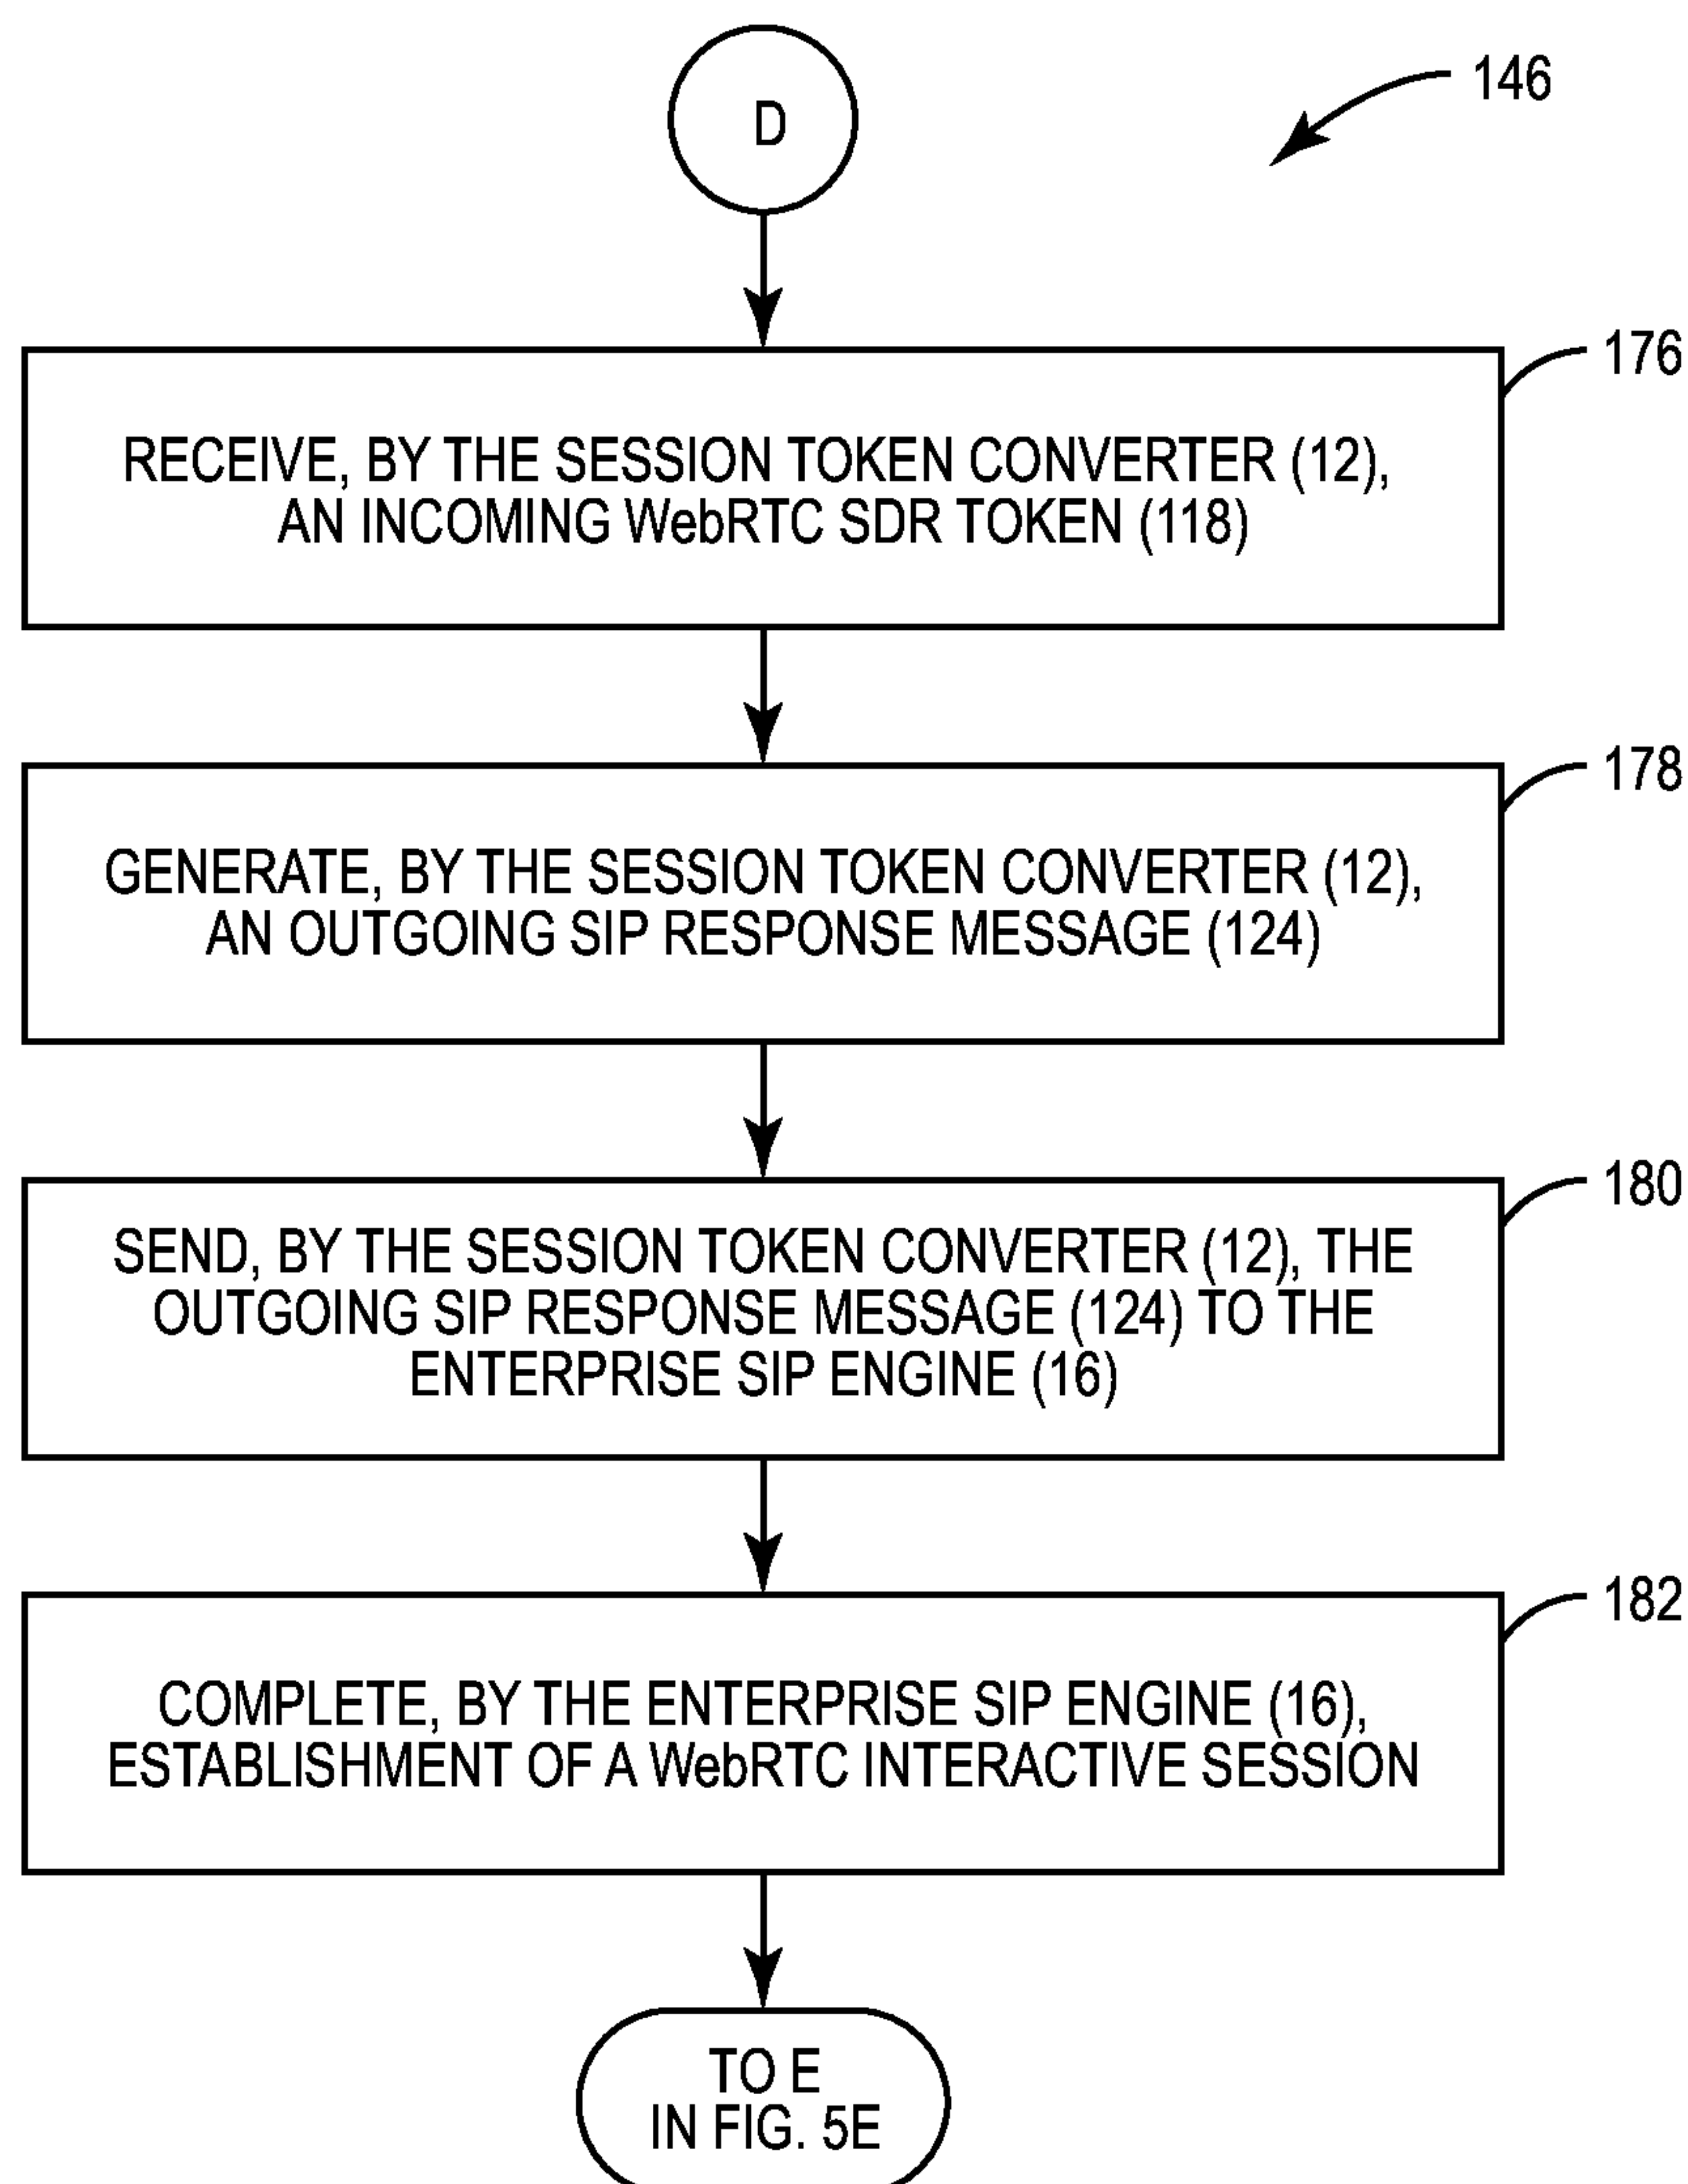 D
146
176
RECEIVE, BY THE SESSION TOKEN CONVERTER (12),
AN INCOMING WebRTC SDR TOKEN (118)
178
GENERATE, BY THE SESSION TOKEN CONVERTER (12),
AN OUTGOING SIP RESPONSE MESSAGE (124)
180
SEND, BY THE SESSION TOKEN CONVERTER (12), THE
OUTGOING SIP RESPONSE MESSAGE (124) TO THE
ENTERPRISE SIP ENGINE (16)
182
COMPLETE, BY THE ENTERPRISE SIP ENGINE (16),
ESTABLISHMENT OF A WebRTC INTERACTIVE SESSION
TO E
IN FIG. 5E